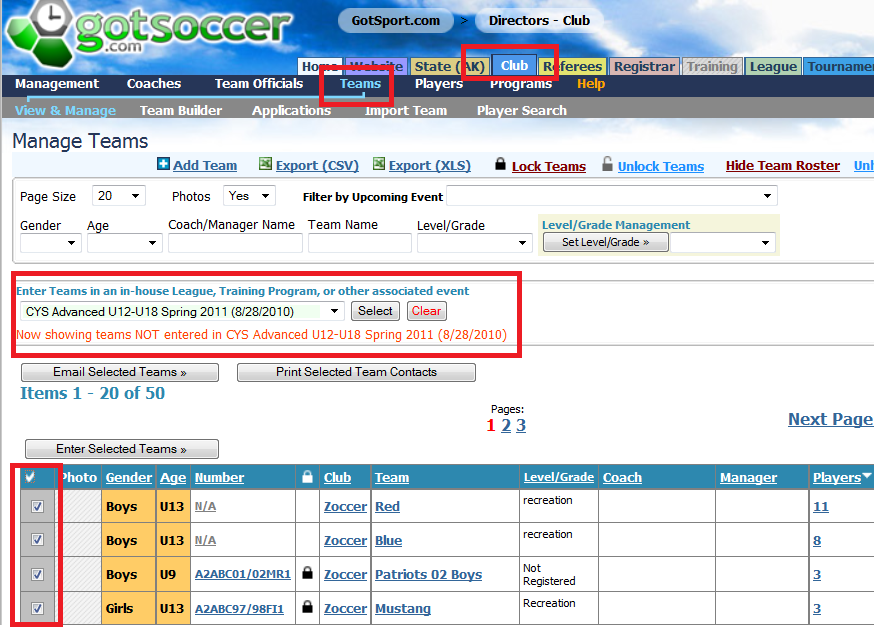 gotsoccer
.com
GotSport.com > Directors - Club
Home Website State (AK) Club Referees Registrar Training League Tourname
Management Coaches Team Officials Teams Players Programs Help
View & Manage Team Builder Applications Import Team Player Search
Manage Teams
Add Team Export (CSV) Export (XLS) Lock Teams Unlock Teams Hide Team Roster Unl
Page Size 20 Photos Yes Filter by Upcoming Event
Gender Age Coach/Manager Name Team Name Level/Grade Level/Grade Management
Set Level/Grade »
Enter Teams in an in-house League, Training Program, or other associated event
CYS Advanced U12-U18 Spring 2011 (8/28/2010) Select Clear
Now showing teams NOT entered in CYS Advanced U12-U18 Spring 2011 (8/28/2010)
Email Selected Teams » Print Selected Team Contacts
Items 1 - 20 of 50
Pages:
1 2 3 Next Page
Enter Selected Teams »
Photo Gender Age Number Club Team Level/Grade Coach Manager Players
Boys U13 N/A Zoccer Red recreation 11
Boys U13 N/A Zoccer Blue recreation 8
Boys U9 A2ABC01/02MR1 Zoccer Patriots 02 Boys Not Registered 3
Girls U13 A2ABC97/98FI1 Zoccer Mustang Recreation 3